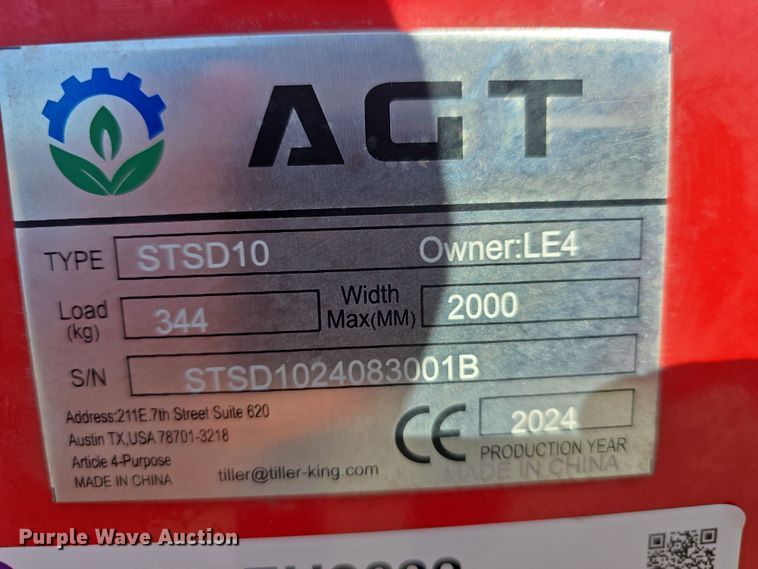 AGT
TYPE STSD10 Owner:LE4
Load (kg) 344 Width Max(MM) 2000
S/N STSD1024083001B
Address:211E.7th Street Suite 620
Austin TX,USA 78701-3218
Article 4-Purpose
MADE IN CHINA
tiller@tiller-king.com
CE 2024
PRODUCTION YEAR
MADE IN CHINA
Purple Wave Auction